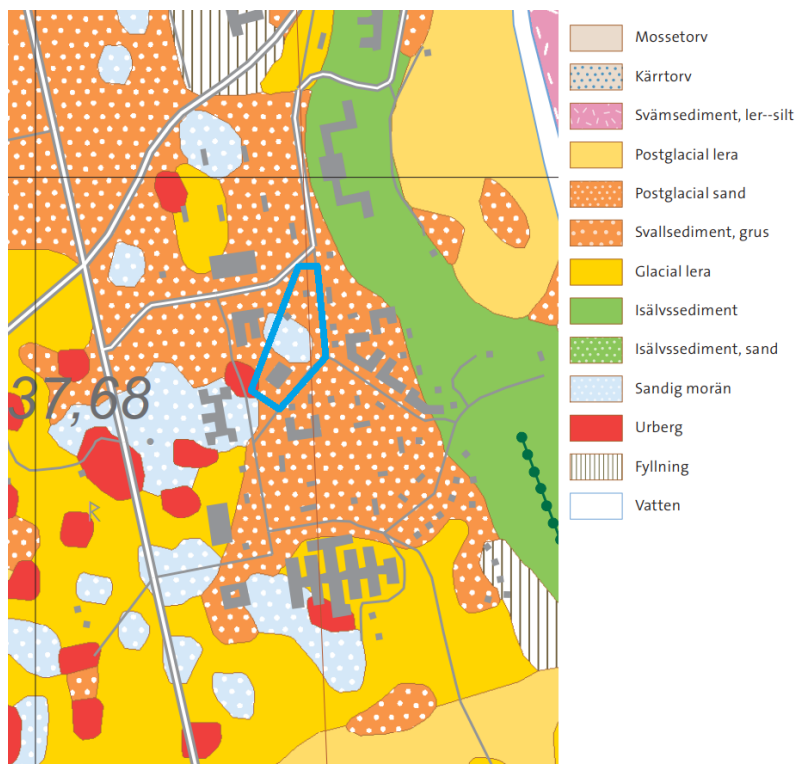 Mossetorv
Kärrtorv
Svämsediment, ler--silt
Postglacial lera
Postglacial sand
Svallsediment, grus
Glacial lera
Isälvssediment
Isälvssediment, sand
Sandig morän
Urberg
Fyllning
Vatten
37,68
R